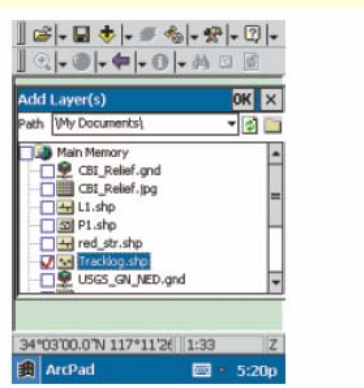 Add Layer(s) OK
Path \My Documents\
Main Memory
CBI_Relief.gnd
CBI_Relief.jpg
L1.shp
P1.shp
red_str.shp
Tracklog.shp
USGS_GN_NED.gnd
34°03'00.0"N 117°11'26 1:33 Z
ArcPad 5:20p